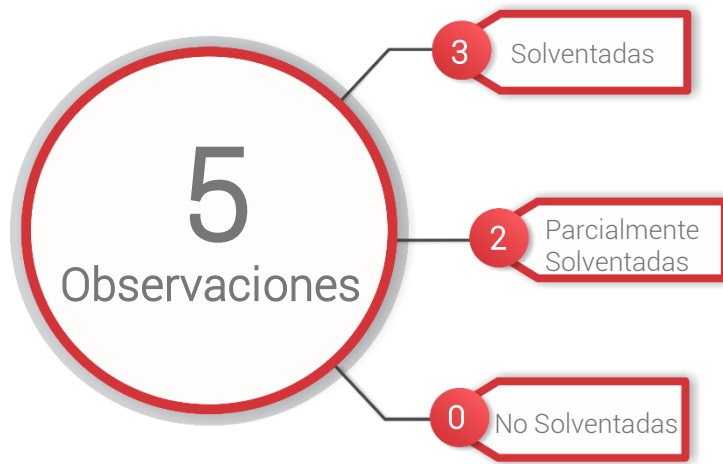 5
Observaciones
3
Solventadas
2
Parcialmente
Solventadas
0
No Solventadas